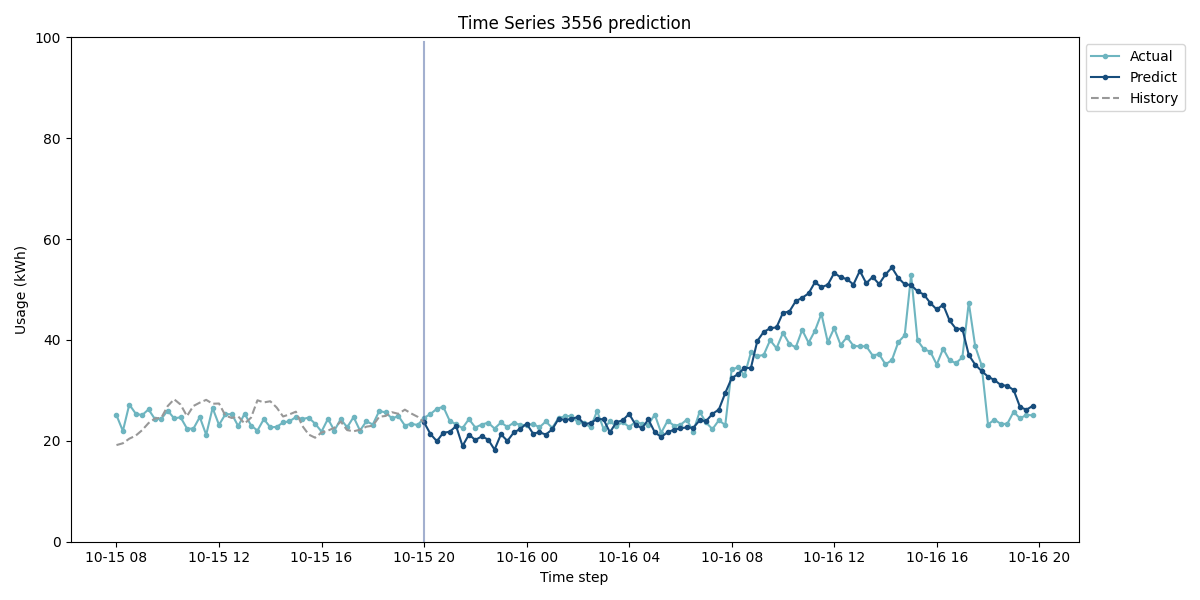 Time Series 3556 prediction
Usage (kWh)
100
80
60
40
20
0
10-15 08
10-15 12
10-15 16
10-15 20
10-16 00
10-16 04
10-16 08
10-16 12
10-16 16
10-16 20
Time step
Actual
Predict
History